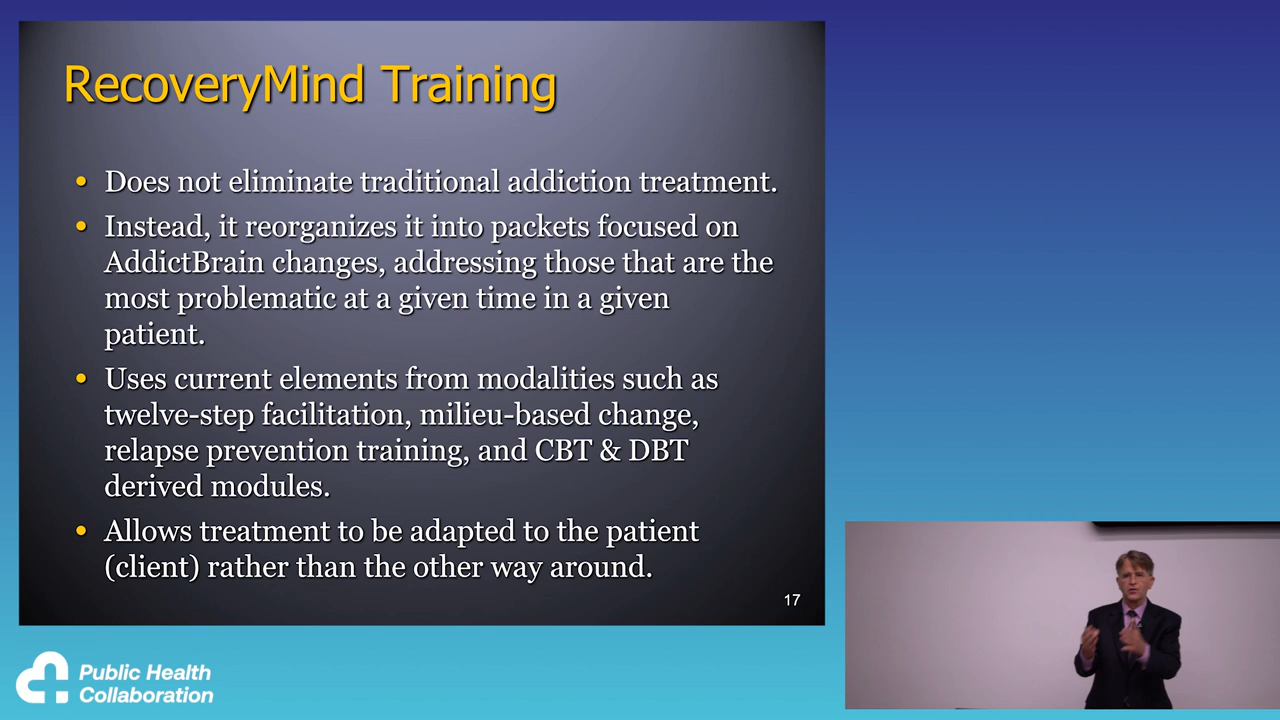 RecoveryMind Training
• Does not eliminate traditional addiction treatment.
• Instead, it reorganizes it into packets focused on
AddictBrain changes, addressing those that are the
most problematic at a given time in a given
patient.
• Uses current elements from modalities such as
twelve-step facilitation, milieu-based change,
relapse prevention training, and CBT & DBT
derived modules.
• Allows treatment to be adapted to the patient
(client) rather than the other way around.
17
Public Health
Collaboration